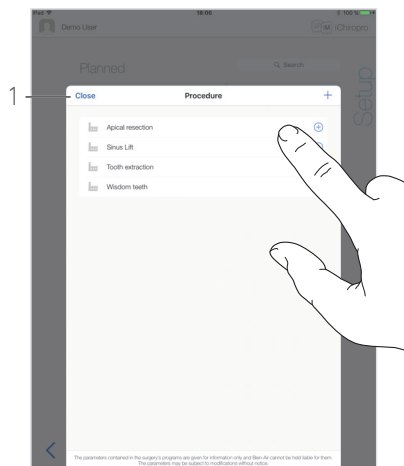 iPad
16:08
100 %
Demo User
iChiropro
Planned
Search
Setup
1
Close
Procedure
Apical resection
Sinus Lift
Tooth extraction
Wisdom teeth
The parameters contained in the surgery's programs are given for information only and Bien-Air cannot be held liable for them.
The parameters may be subject to modifications without notice.